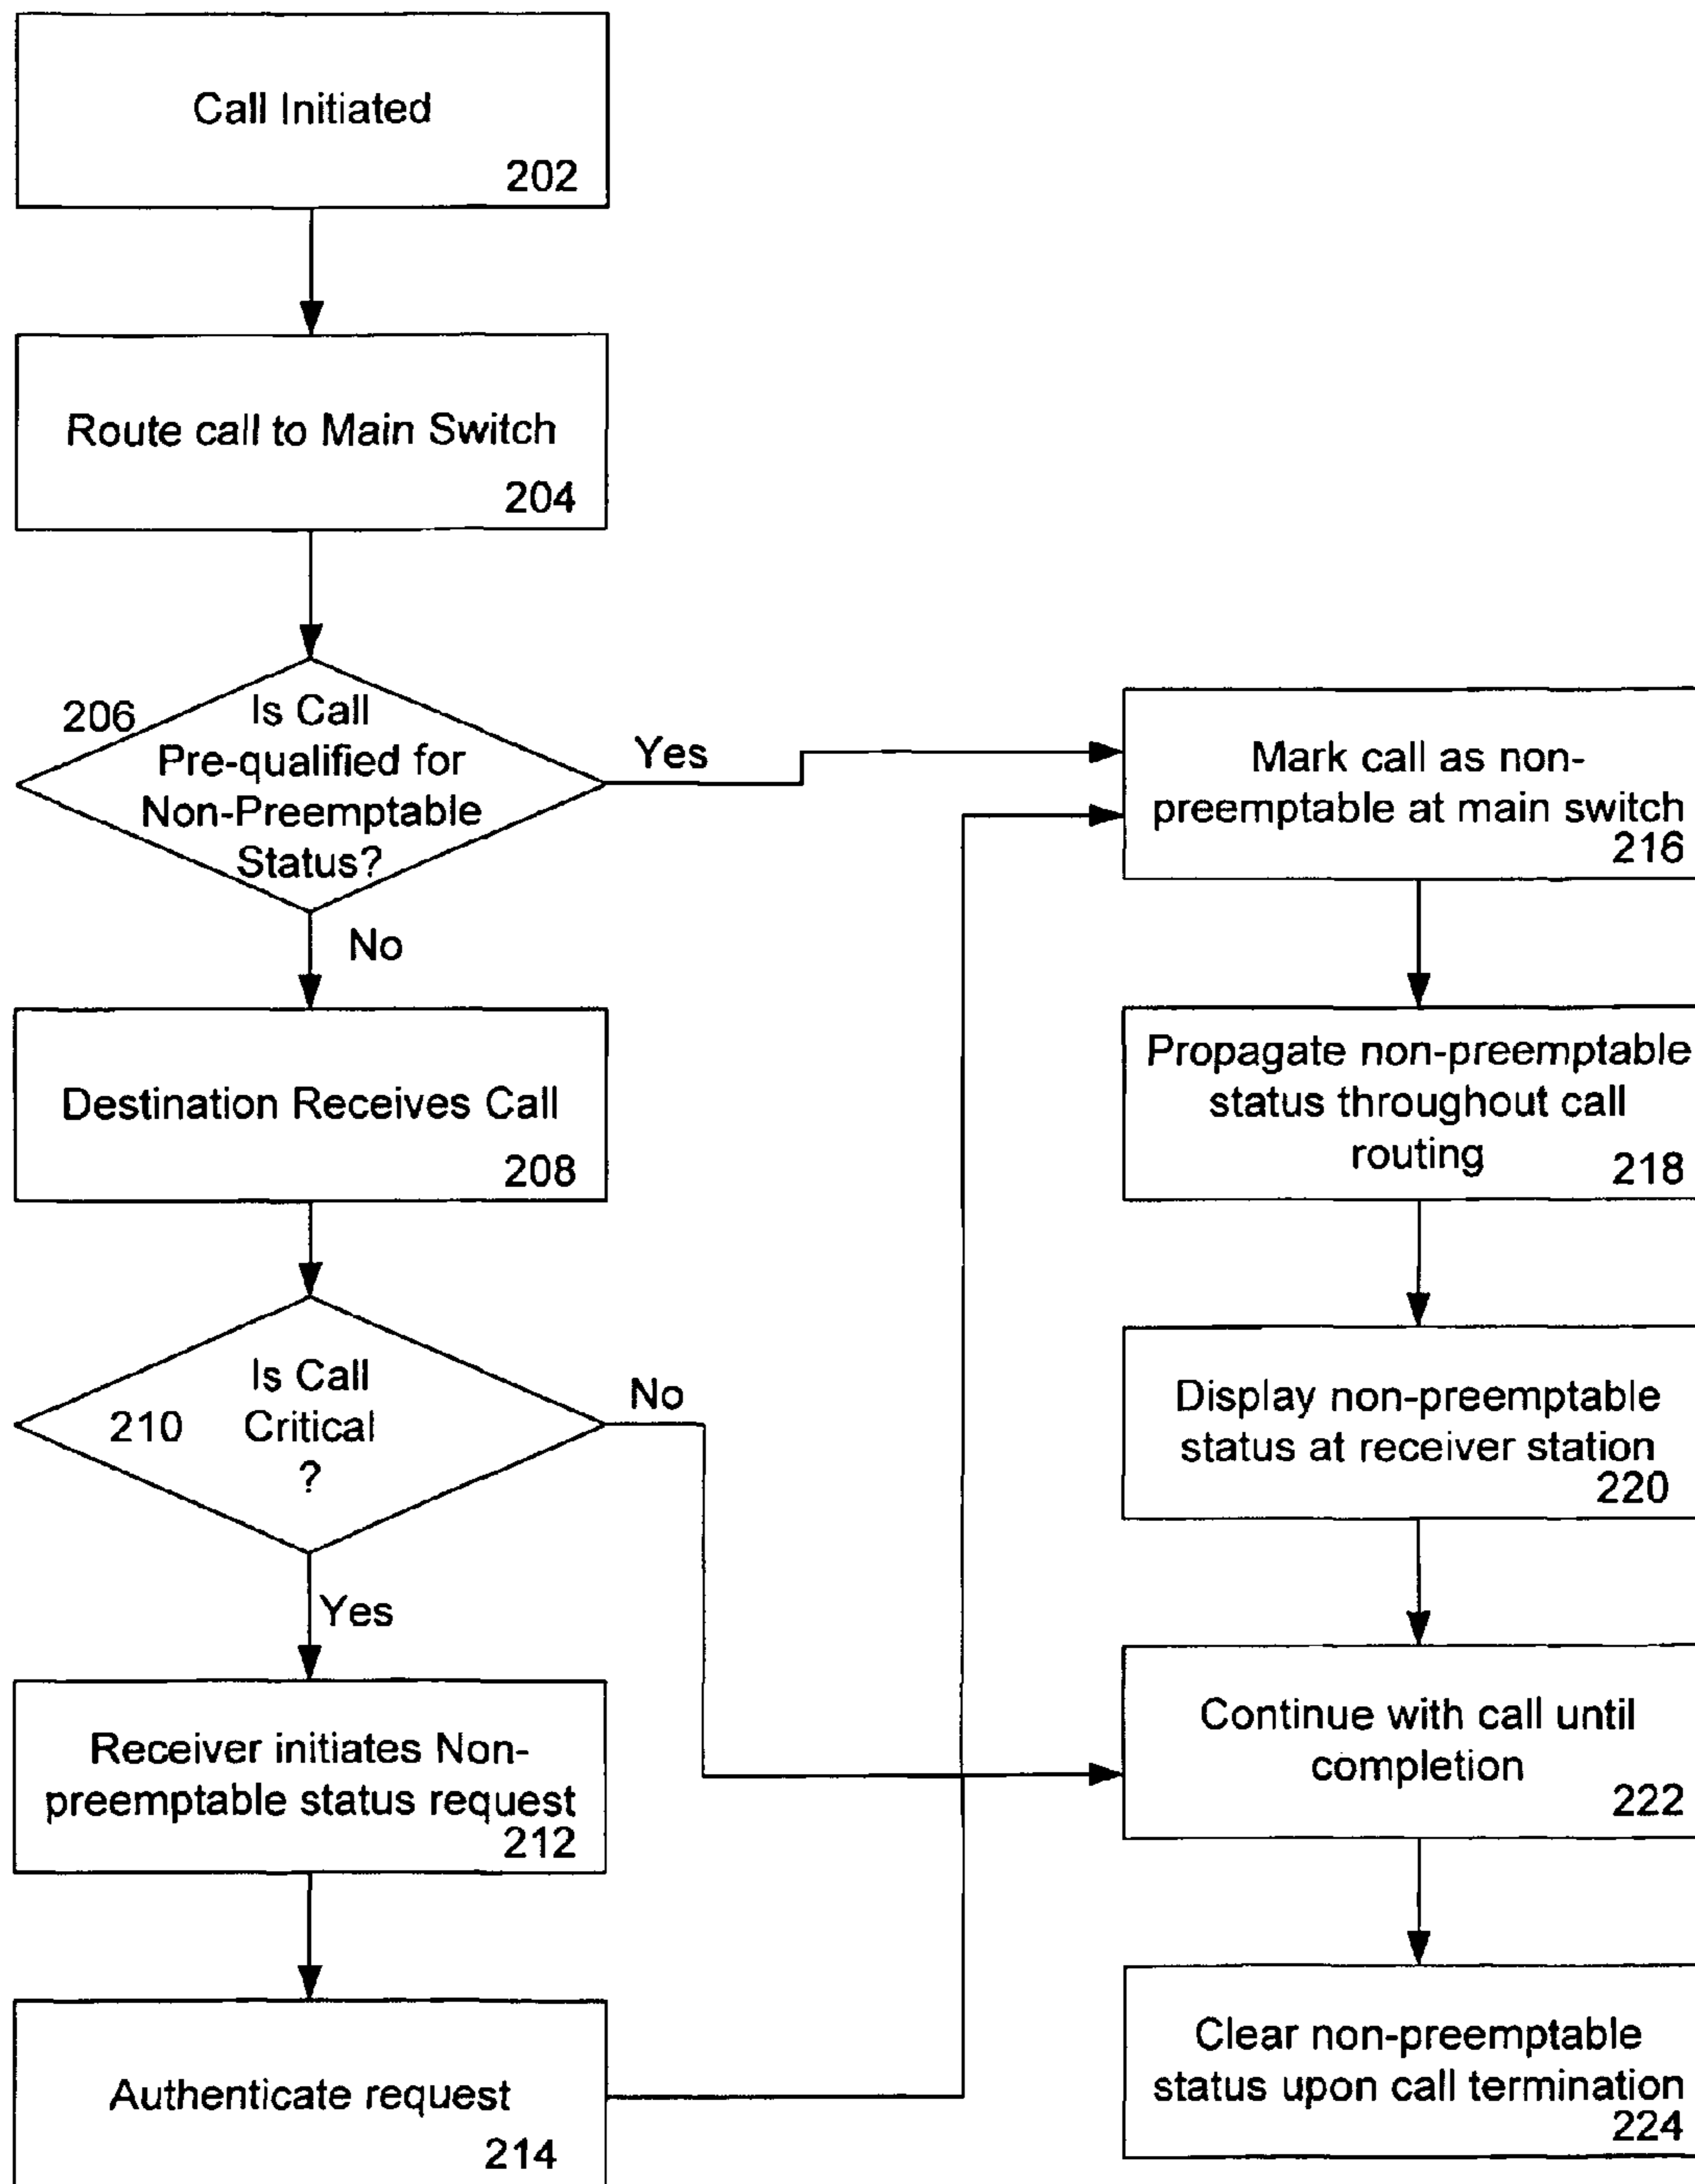 Call Initiated
202
Route call to Main Switch
204
206
Is Call
Pre-qualified for
Non-Preemptable
Status?
Yes
No
Destination Receives Call
208
Is Call
210 Critical
?
No
Yes
Receiver initiates Non-
preemptable status request
212
Authenticate request
214
Mark call as non-
preemptable at main switch
216
Propagate non-preemptable
status throughout call
routing 218
Display non-preemptable
status at receiver station
220
Continue with call until
completion
222
Clear non-preemptable
status upon call termination
224